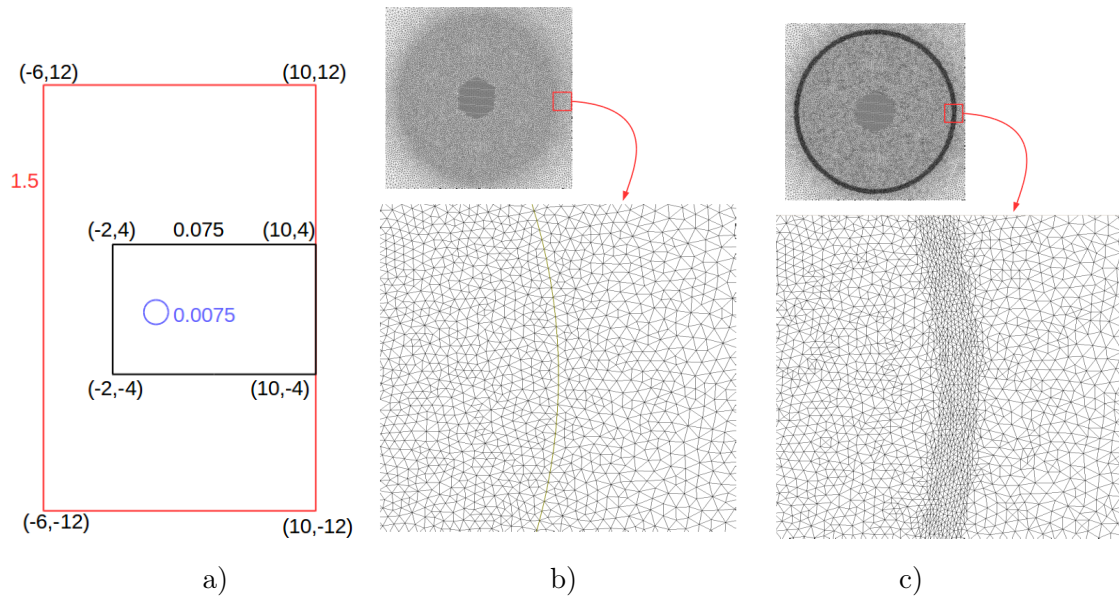 (-6,12) (10,12)
1.5
(-2,4) 0.075 (10,4)
0.0075
(-2,-4) (10,-4)
(-6,-12) (10,-12)
a) b) c)